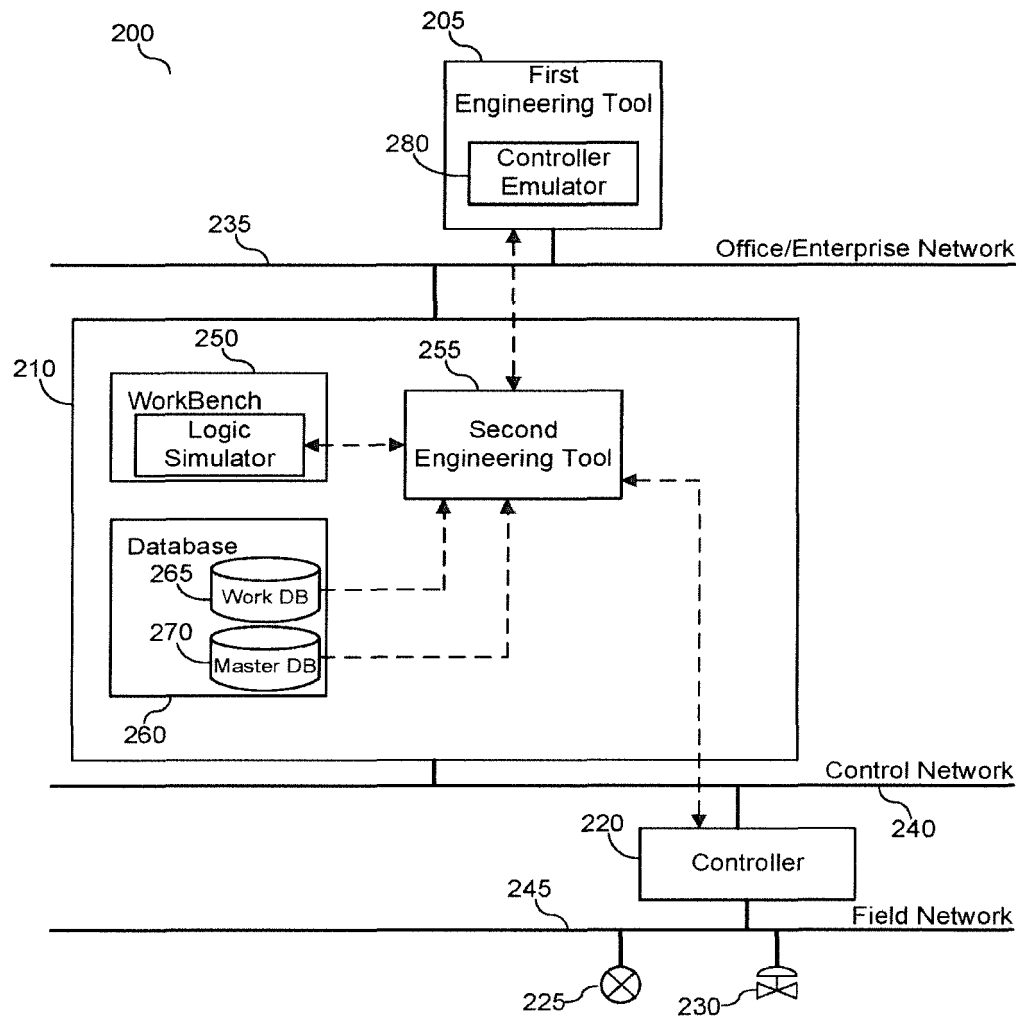 200
205
First
Engineering Tool
280
Controller
Emulator
235
Office/Enterprise Network
210
250
WorkBench
Logic
Simulator
255
Second
Engineering Tool
Database
265
Work DB
270
Master DB
260
Control Network
240
220
Controller
245
Field Network
225
230